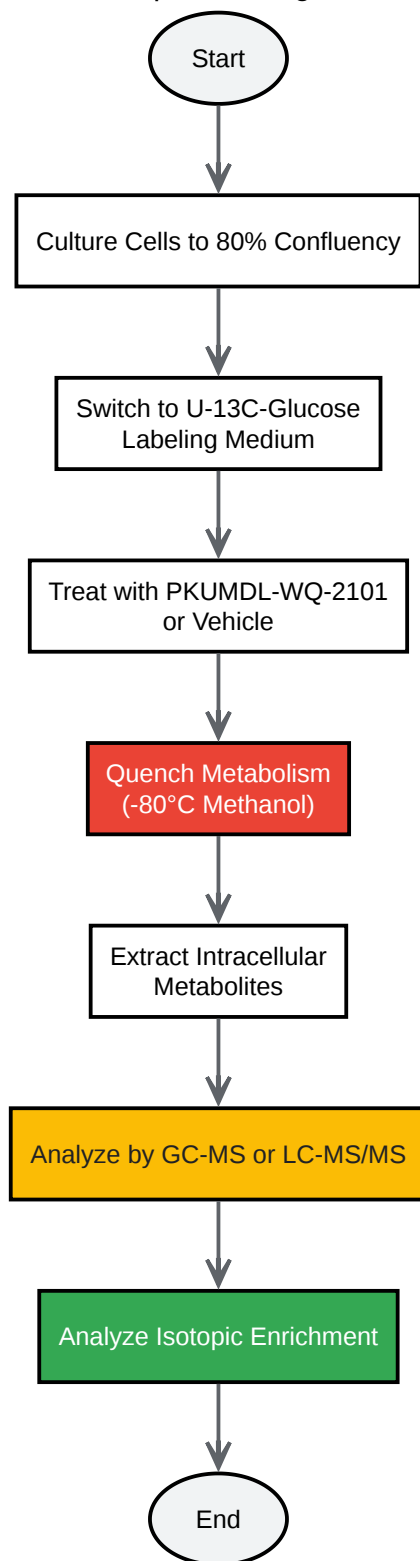 Start
Culture Cells to 80% Confluency
Switch to U-13C-Glucose
Labeling Medium
Treat with PKUMDL-WQ-2101
or Vehicle
Quench Metabolism
(-80°C Methanol)
Extract Intracellular
Metabolites
Analyze by GC-MS or LC-MS/MS
Analyze Isotopic Enrichment
End